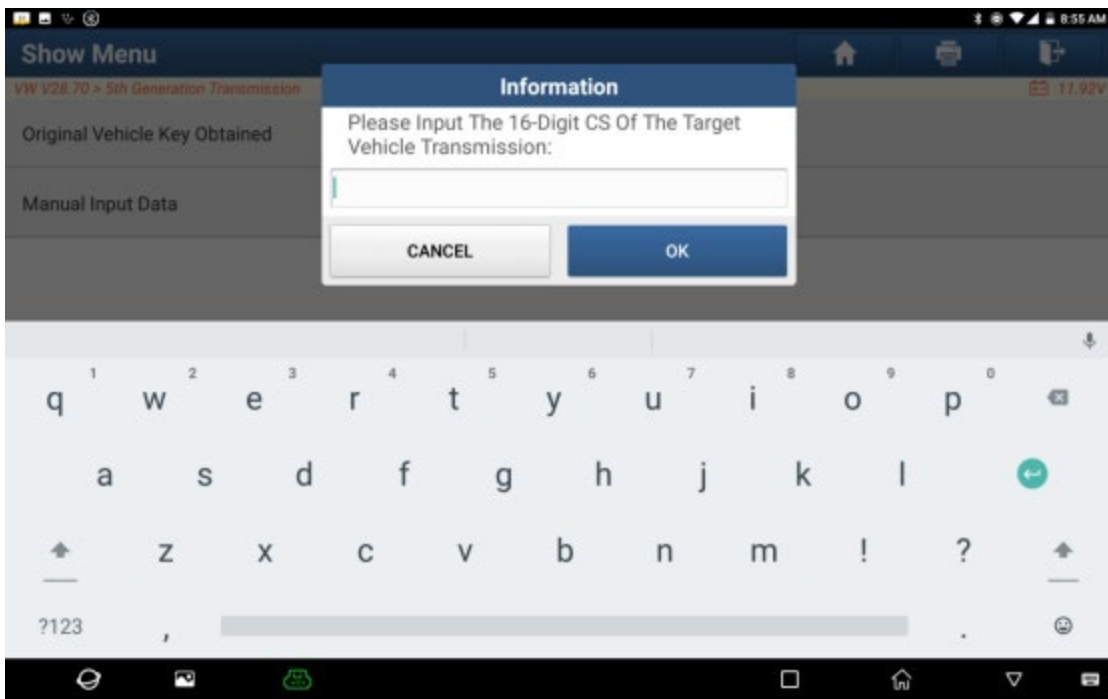 8:55 AM
Show Menu
VW V28.70 > 5th Generation Transmission
11.92V
Original Vehicle Key Obtained
Manual Input Data
Information
Please Input The 16-Digit CS Of The Target
Vehicle Transmission:
CANCEL
OK
1 2 3 4 5 6 7 8 9 0
q w e r t y u i o p
a s d f g h j k l
z x c v b n m ! ?
?123 , .